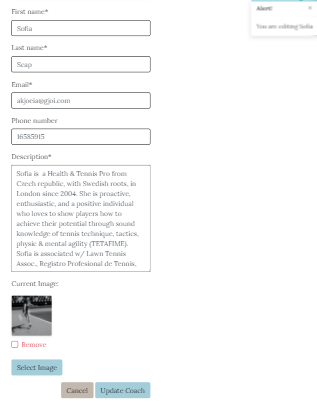 First name*
Sofia
Last name*
Scap
Email*
akjocia@gjoi.com
Phone number
16585915
Description*
Sofia is a Health & Tennis Pro from
Czech republic, with Swedish roots, in
London since 2004. She is proactive,
enthusiastic, and a positive individual
who loves to show players how to
achieve their potential through sound
knowledge of tennis technique, tactics,
physic & mental agility (TETAFIME).
Sofia is associated w/ Lawn Tennis
Assoc., Registro Profesional de Tennis,
Current Image:
Remove
Select Image
Cancel
Update Coach
Alert!
×
You are editing Sofia